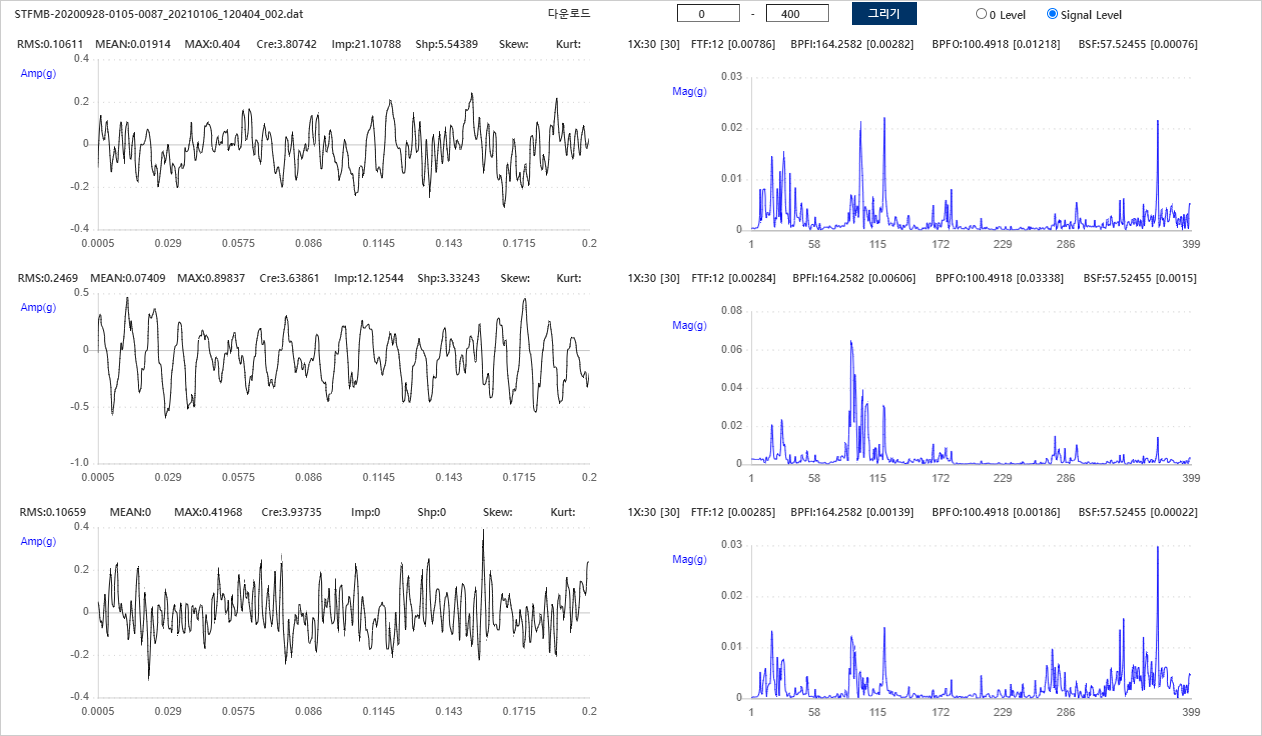 STFMB-20200928-0105-0087_20210106_120404_002.dat 다운로드 0 - 400 그리기 0 Level Signal Level
RMS:0.10611 MEAN:0.01914 MAX:0.404 Cre:3.80742 Imp:21.10788 Shp:5.54389 Skew: Kurt:
Amp(g)
0.4
0.2
0
-0.2
-0.4
0.0005 0.029 0.0575 0.086 0.1145 0.143 0.1715 0.2
1X:30 [30] FTF:12 [0.00786] BPFI:164.2582 [0.00282] BPFO:100.4918 [0.01218] BSF:57.52455 [0.00076]
Mag(g)
0.03
0.02
0.01
0
1 58 115 172 229 286 399
RMS:0.2469 MEAN:0.07409 MAX:0.89837 Cre:3.63861 Imp:12.12544 Shp:3.33243 Skew: Kurt:
Amp(g)
0.5
0
-0.5
-1.0
0.0005 0.029 0.0575 0.086 0.1145 0.143 0.1715 0.2
1X:30 [30] FTF:12 [0.00284] BPFI:164.2582 [0.00606] BPFO:100.4918 [0.03338] BSF:57.52455 [0.0015]
Mag(g)
0.08
0.06
0.04
0.02
0
1 58 115 172 229 286 399
RMS:0.10659 MEAN:0 MAX:0.41968 Cre:3.93735 Imp:0 Shp:0 Skew: Kurt:
Amp(g)
0.4
0.2
0
-0.2
-0.4
0.0005 0.029 0.0575 0.086 0.1145 0.143 0.1715 0.2
1X:30 [30] FTF:12 [0.00285] BPFI:164.2582 [0.00139] BPFO:100.4918 [0.00186] BSF:57.52455 [0.00022]
Mag(g)
0.03
0.02
0.01
0
1 58 115 172 229 286 399